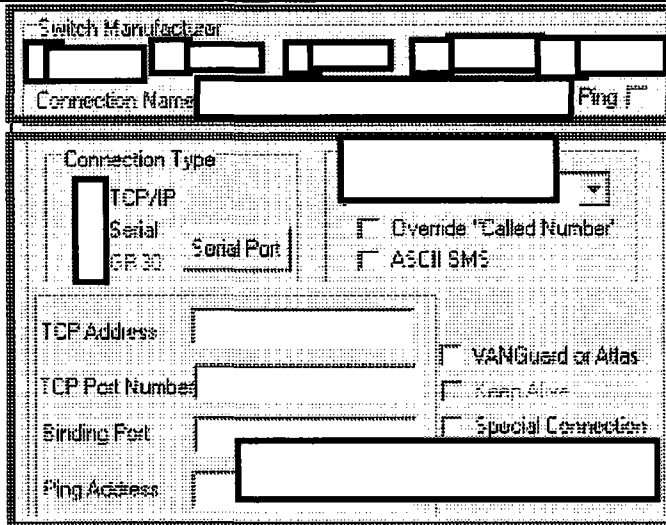 Switch Manufacturer
Connection Name Ping
Connection Type
TCP/IP
Serial
GR 30
Serial Port
Override "Called Number"
ASCII SMS
TCP Address
TCP Port Number
Binding Port
Ping Address
VANGuard or Atlas
Keep Alive
Special Connection